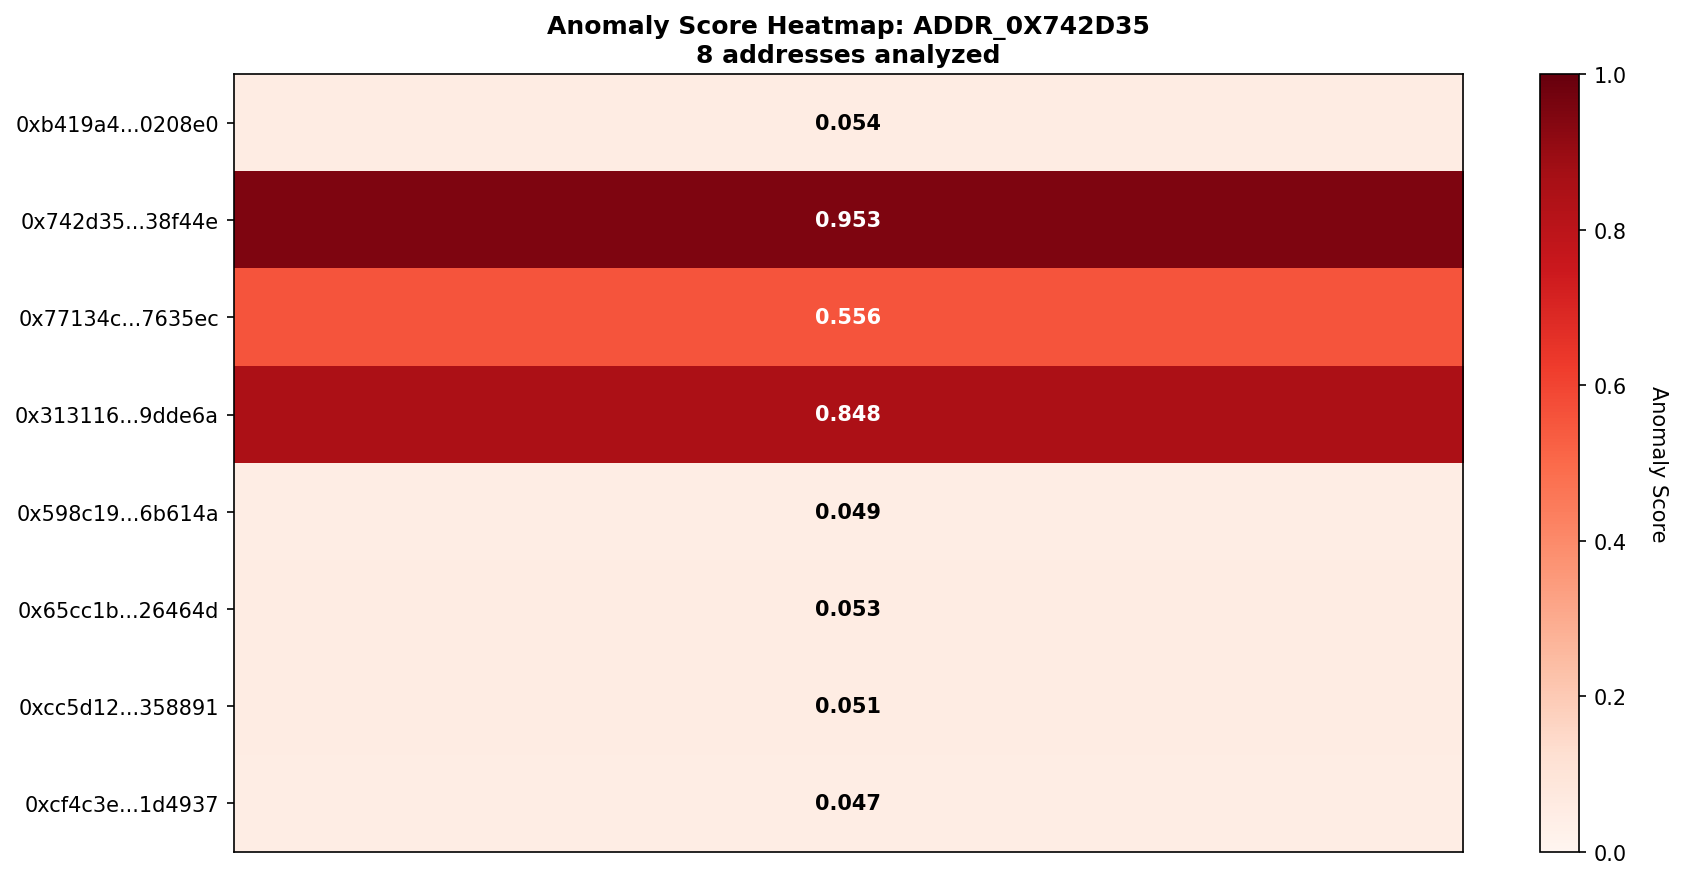 Anomaly Score Heatmap: ADDR_0X742D35
8 addresses analyzed
0xb419a4...0208e0
0.054
0x742d35...38f44e
0.953
0x77134c...7635ec
0.556
0x313116...9dde6a
0.848
0x598c19...6b614a
0.049
0x65cc1b...26464d
0.053
0xcc5d12...358891
0.051
0xcf4c3e...1d4937
0.047
1.0
0.8
0.6
0.4
0.2
0.0
Anomaly Score